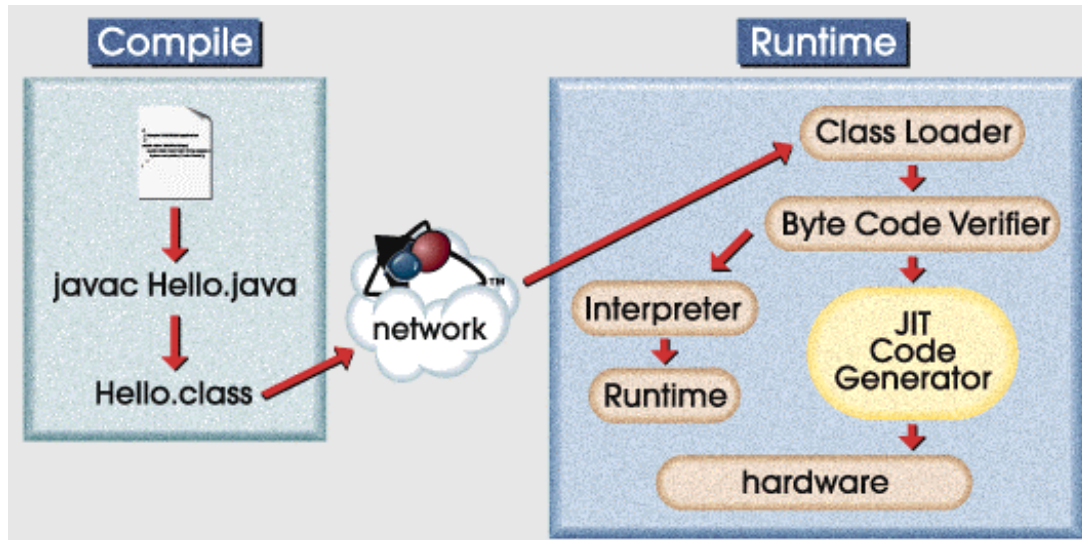 Compile
javac Hello.java
Hello.class
network
TM
Runtime
Class Loader
Byte Code Verifier
Interpreter
Runtime
JIT
Code
Generator
hardware